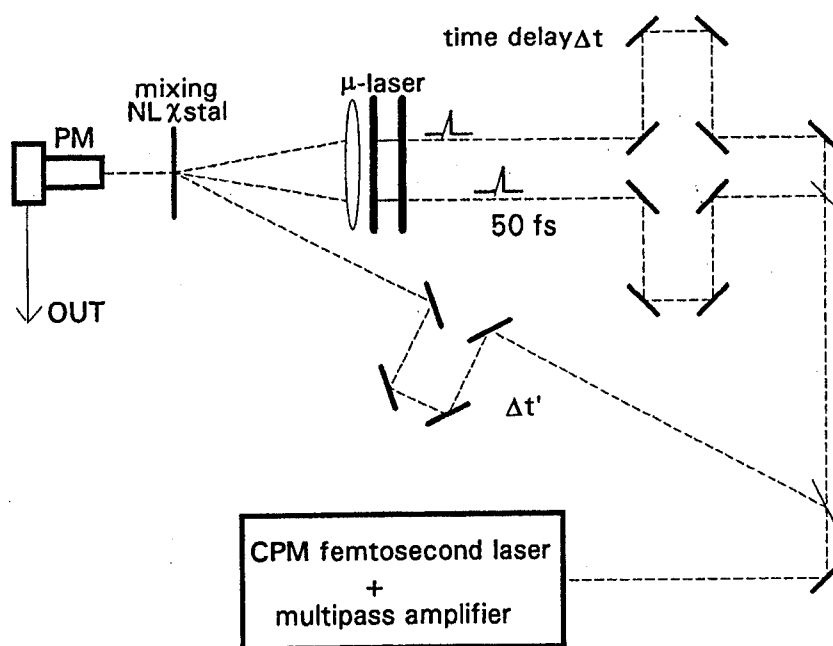 time delay Δt
mixing
NL χstal
μ-laser
PM
50 fs
OUT
Δt'
CPM femtosecond laser
+
multipass amplifier